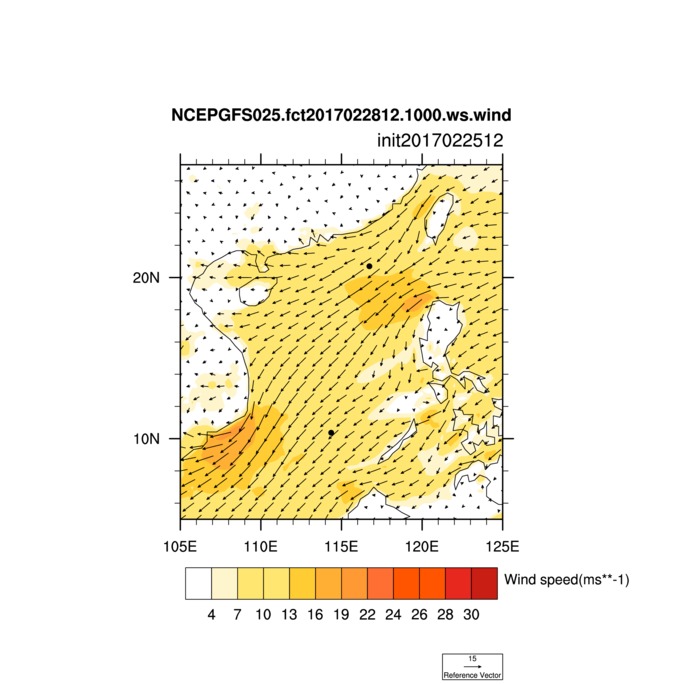 NCEPGFS025.fct2017022812.1000.ws.wind
init2017022512
20N
10N
105E 110E 115E 120E 125E
Wind speed(ms**-1)
4 7 10 13 16 19 22 24 26 28 30
15
Reference Vector